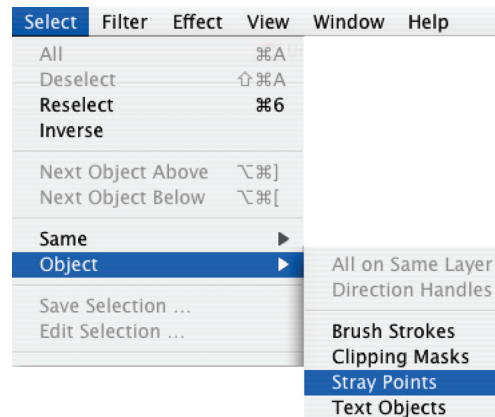 Select Filter Effect View Window Help
All ⌘A
Deselect ⇧⌘A
Reselect ⌘6
Inverse
Next Object Above ⌥⌘]
Next Object Below ⌥⌘[
Same
Object
Save Selection ...
Edit Selection ...
All on Same Layer
Direction Handles
Brush Strokes
Clipping Masks
Stray Points
Text Objects